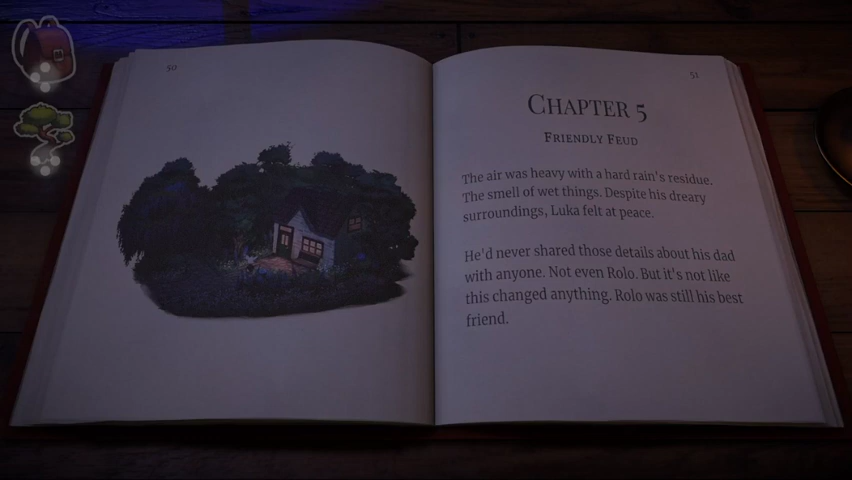 50
51
Chapter 5
Friendly Feud
The air was heavy with a hard rain's residue.
The smell of wet things. Despite his dreary
surroundings, Luka felt at peace.
He'd never shared those details about his dad
with anyone. Not even Rolo. But it's not like
this changed anything. Rolo was still his best
friend.